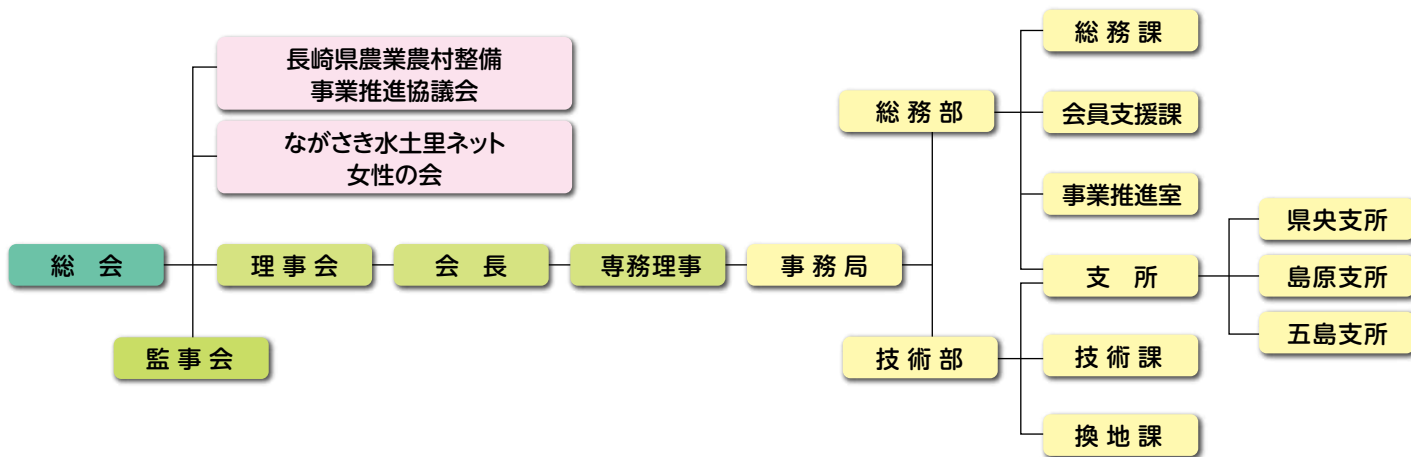 長崎県農業農村整備
事業推進協議会
ながさき水土里ネット
女性の会
総 会
理 事 会
会 長
専務理事
事 務 局
監 事 会
総 務 部
技 術 部
総 務 課
会員支援課
事業推進室
支 所
技 術 課
換 地 課
県央支所
島原支所
五島支所